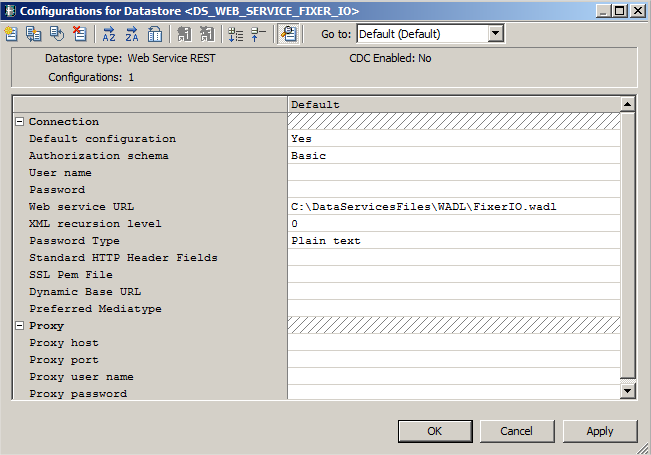 Configurations for Datastore <DS_WEB_SERVICE_FIXER_IO>
Go to: Default (Default)
Datastore type: Web Service REST CDC Enabled: No
Configurations: 1
Default
Connection
Default configuration Yes
Authorization schema Basic
User name
Password
Web service URL C:\DataServicesFiles\WADL\FixerIO.wadl
XML recursion level 0
Password Type Plain text
Standard HTTP Header Fields
SSL Pem File
Dynamic Base URL
Preferred Mediatype
Proxy
Proxy host
Proxy port
Proxy user name
Proxy password
OK Cancel Apply